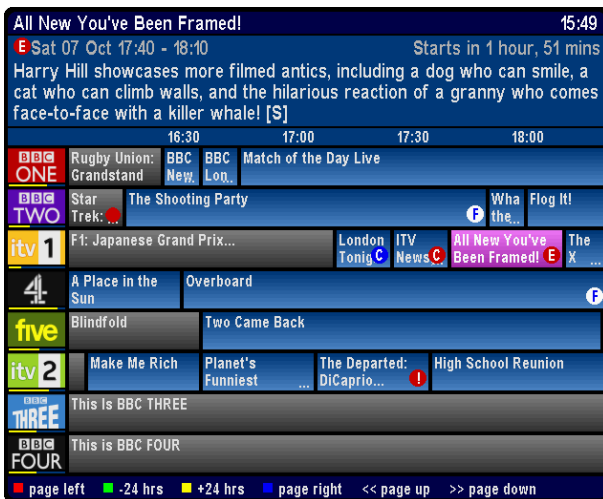 All New You've Been Framed! 15:49
E Sat 07 Oct 17:40 - 18:10 Starts in 1 hour, 51 mins
Harry Hill showcases more filmed antics, including a dog who can smile, a
cat who can climb walls, and the hilarious reaction of a granny who comes
face-to-face with a killer whale! [S]
16:30 17:00 17:30 18:00
BBC ONE
Rugby Union:
Grandstand
BBC
New..
BBC
Lon..
Match of the Day Live
BBC TWO
Star
Trek: ...
The Shooting Party
F
Wha
the...
Flog It!
itv 1
F1: Japanese Grand Prix...
London
Tonig C
ITV
News C
All New You've
Been Framed! E
The
X ...
4
A Place in the
Sun
Overboard
F
five
Blindfold
Two Came Back
itv 2
Make Me Rich
Planet's
Funniest ...
The Departed:
DiCaprio... !
High School Reunion
BBC THREE
This Is BBC THREE
BBC FOUR
This is BBC FOUR
page left -24 hrs +24 hrs page right << page up >> page down